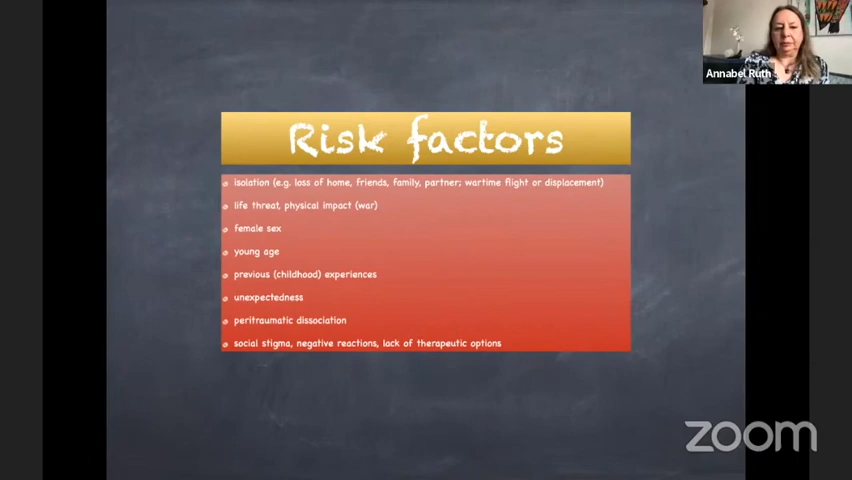 Annabel Ruth
Risk factors
Isolation (e.g. loss of home, friends, family, partner; wartime flight or displacement)
life threat, physical impact (war)
female sex
young age
previous (childhood) experiences
unexpectedness
peritraumatic dissociation
social stigma, negative reactions, lack of therapeutic options
zoom